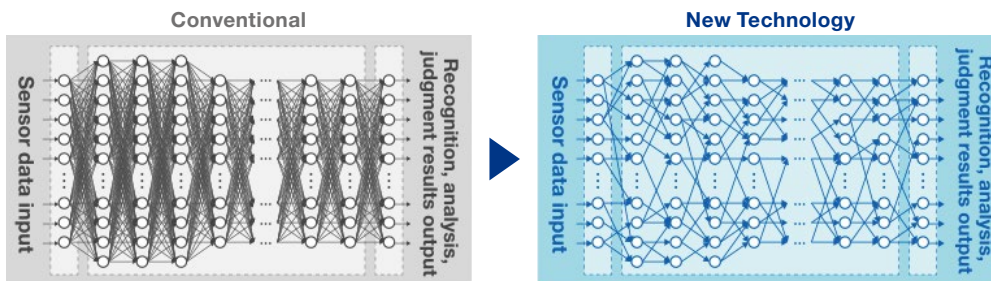 Conventional
Sensor data input
Recognition, analysis,
judgment results output
New Technology
Sensor data input
Recognition, analysis,
judgment results output